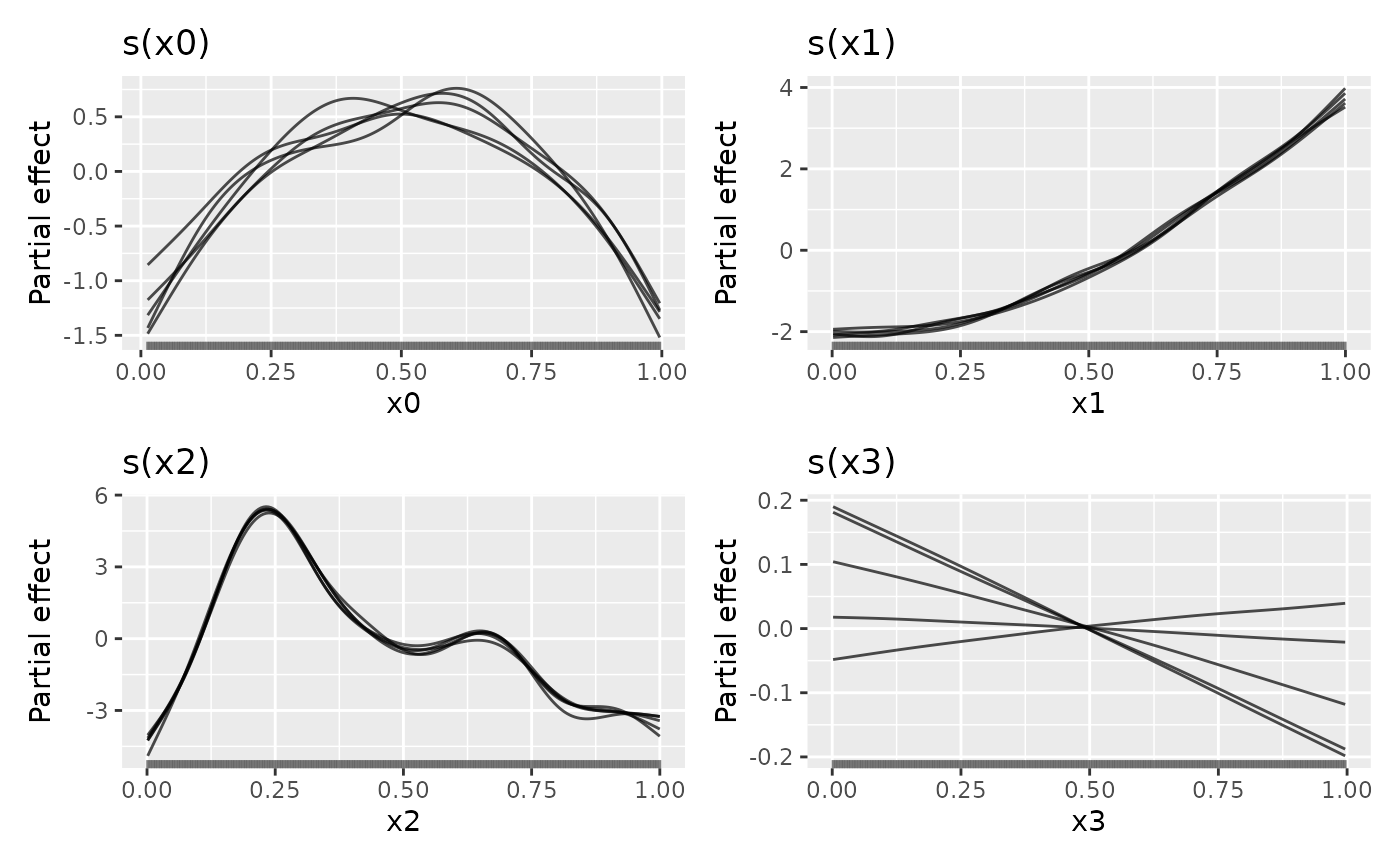 s(x0)
Partial effect
0.5
0.0
-0.5
-1.0
-1.5
0.00 0.25 0.50 0.75 1.00
x0
s(x1)
Partial effect
4
2
0
-2
0.00 0.25 0.50 0.75 1.00
x1
s(x2)
Partial effect
6
3
0
-3
0.00 0.25 0.50 0.75 1.00
x2
s(x3)
Partial effect
0.2
0.1
0.0
-0.1
-0.2
0.00 0.25 0.50 0.75 1.00
x3